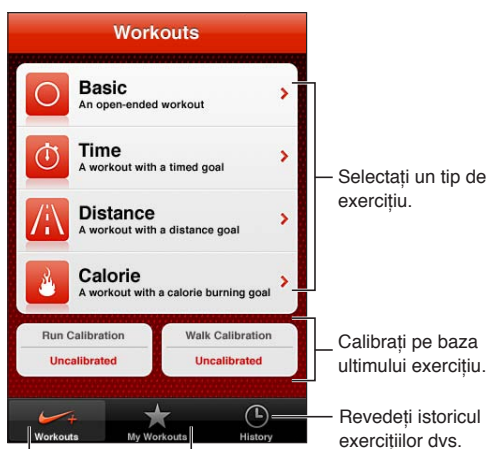 Workouts
Basic
An open-ended workout
Time
A workout with a timed goal
Distance
A workout with a distance goal
Calorie
A workout with a calorie burning goal
Selectați un tip de
exercițiu.
Run Calibration
Uncalibrated
Walk Calibration
Uncalibrated
Calibrați pe baza
ultimului exercițiu.
Workouts
My Workouts
History
Revedeți istoricul
exercițiilor dvs.